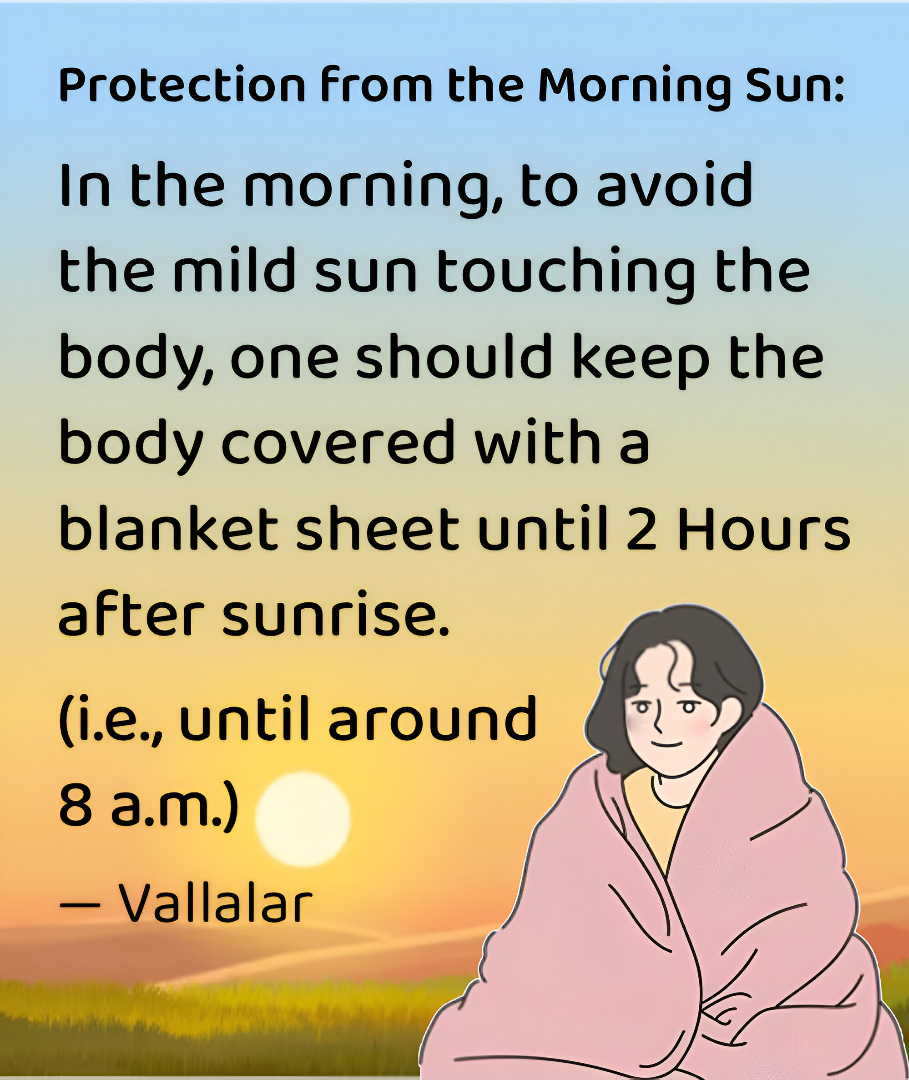 Protection from the Morning Sun:
In the morning, to avoid
the mild sun touching the
body, one should keep the
body covered with a
blanket sheet until 2 Hours
after sunrise.
(i.e., until around
8 a.m.)
— Vallalar